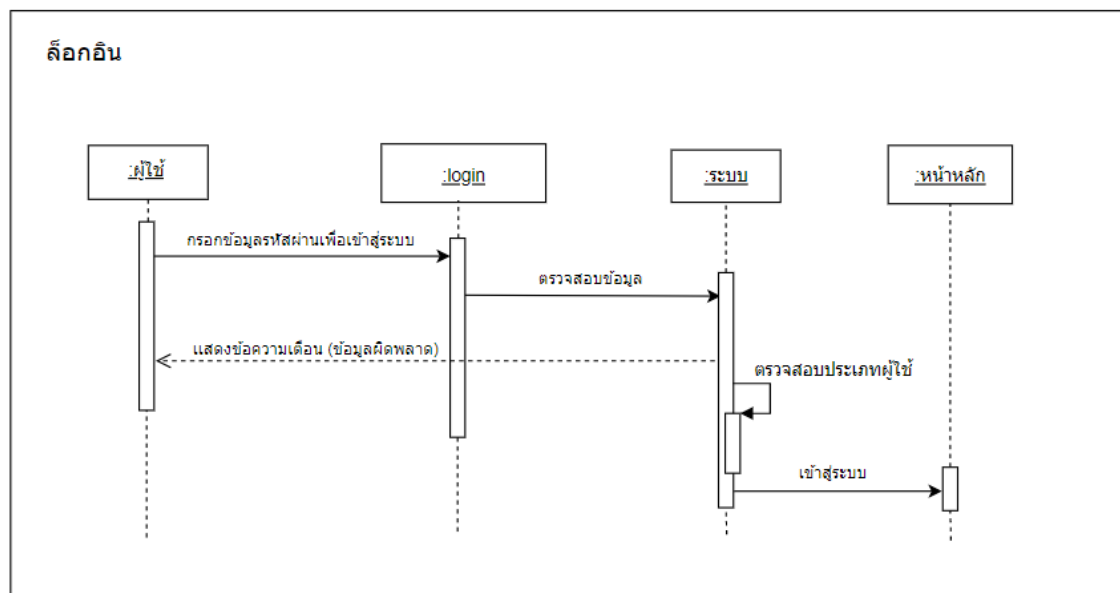 ล็อกอิน
:ผู้ใช้
:login
:ระบบ
:หน้าหลัก
กรอกข้อมูลรหัสผ่านเพื่อเข้าสู่ระบบ
ตรวจสอบข้อมูล
แสดงข้อความเตือน (ข้อมูลผิดพลาด)
ตรวจสอบประเภทผู้ใช้
เข้าสู่ระบบ